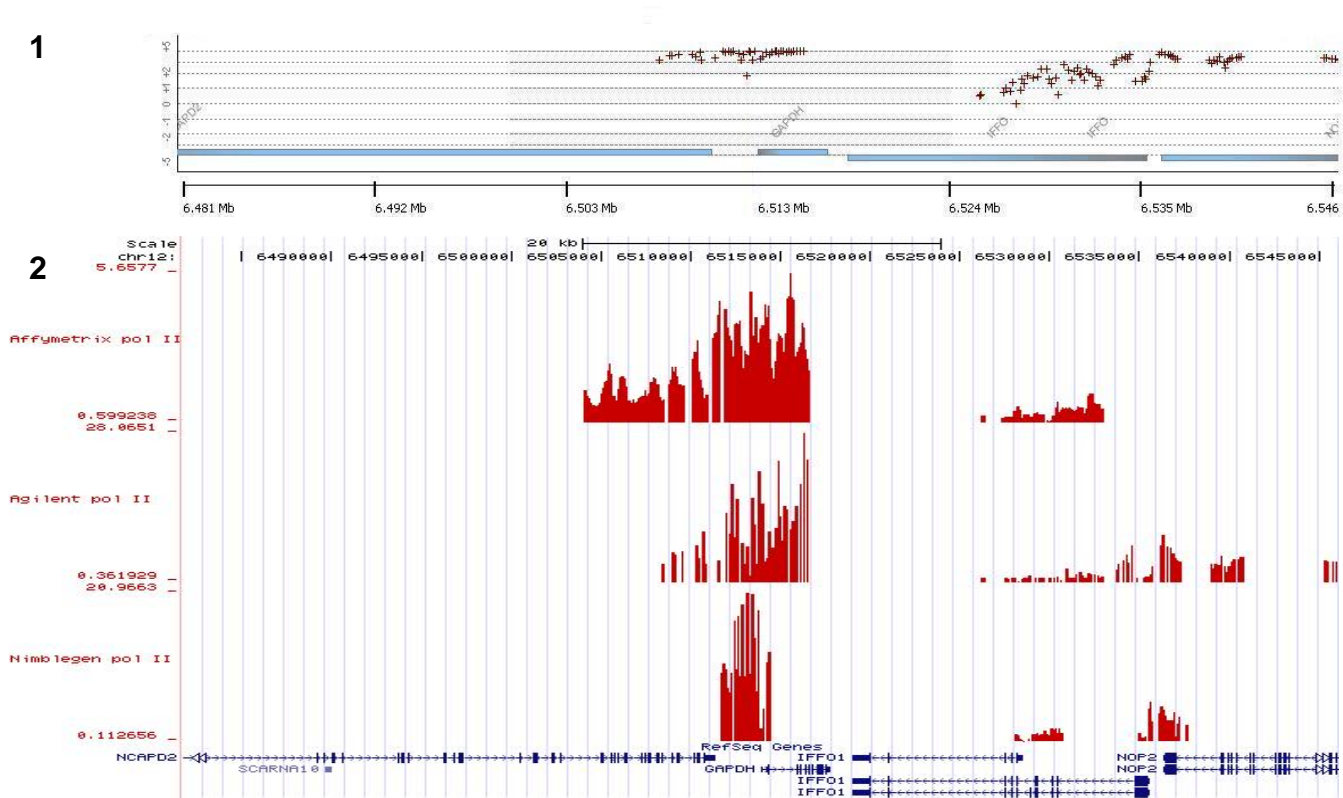 1
+5
+2
+1
0
-1
-2
-5
APD2 GAPDH IFFO IFFO NO
6.481 Mb 6.492 Mb 6.503 Mb 6.513 Mb 6.524 Mb 6.535 Mb 6.546
2
Scale 20 kb
chr12: 6490000 6495000 6500000 6505000 6510000 6515000 6520000 6525000 6530000 6535000 6540000 6545000
5.6577
Affymetrix pol II
0.599238
28.0651
Agilent pol II
0.361929
20.9663
Nimblegen pol II
0.112656
RefSeq Genes
NCAPD2 IFFO1 NOP2
SCARNA10 GAPDH NOP2
IFFO1
IFFO1